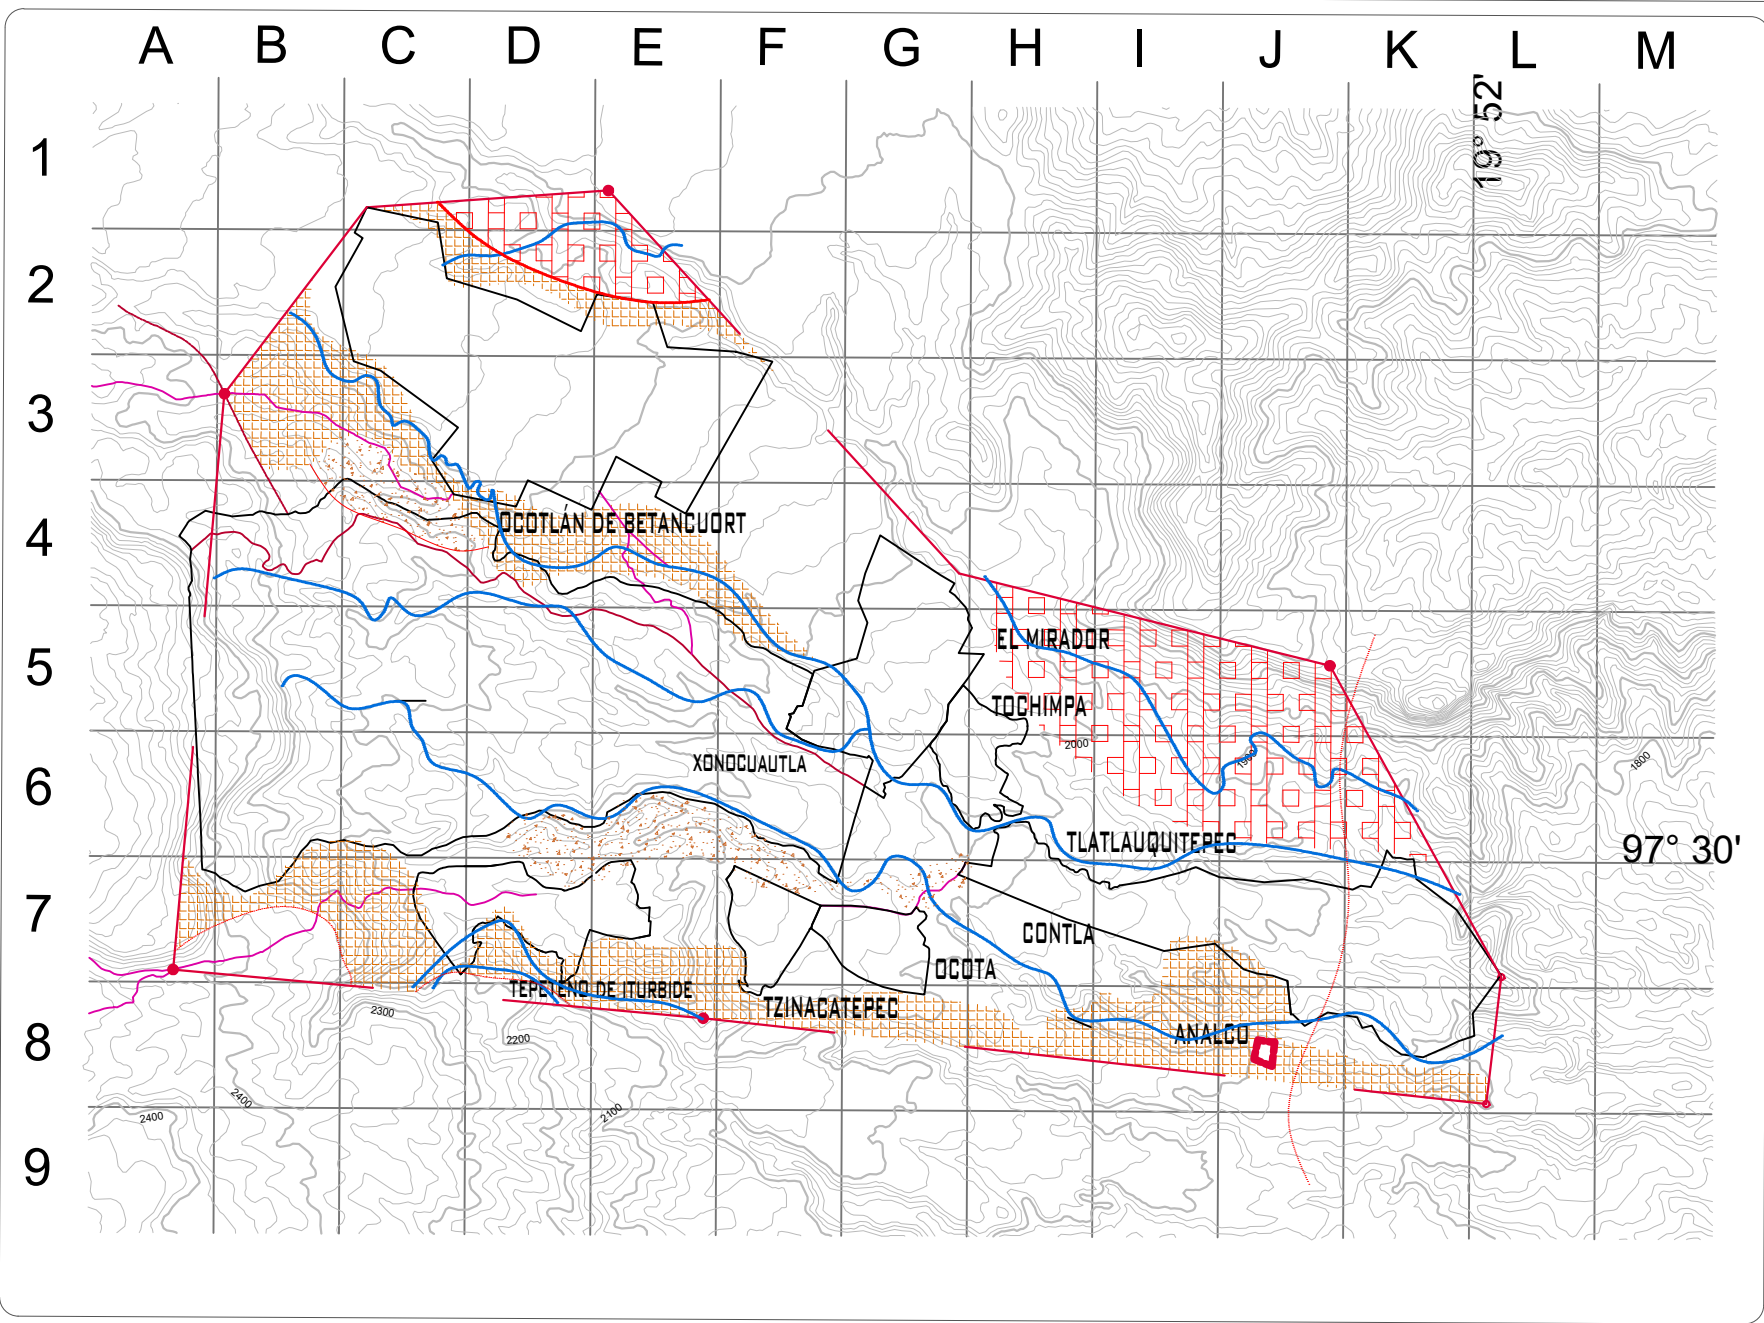 A B C D E F G H I J K L M
19° 52'
1
2
3
4
OCOTLÁN DE BETANCUORT
5
EL MIRADOR
TOCHIMPA
2000
XONOCUAUTLA
1900
1800
6
TLATLAUQUITEPEC
97° 30'
7
CONTLA
OCOTA
TEPETENO DE ITURBIDE
TZINACATEPEC
2300
ANALCO
2200
8
2400
2400
2100
9